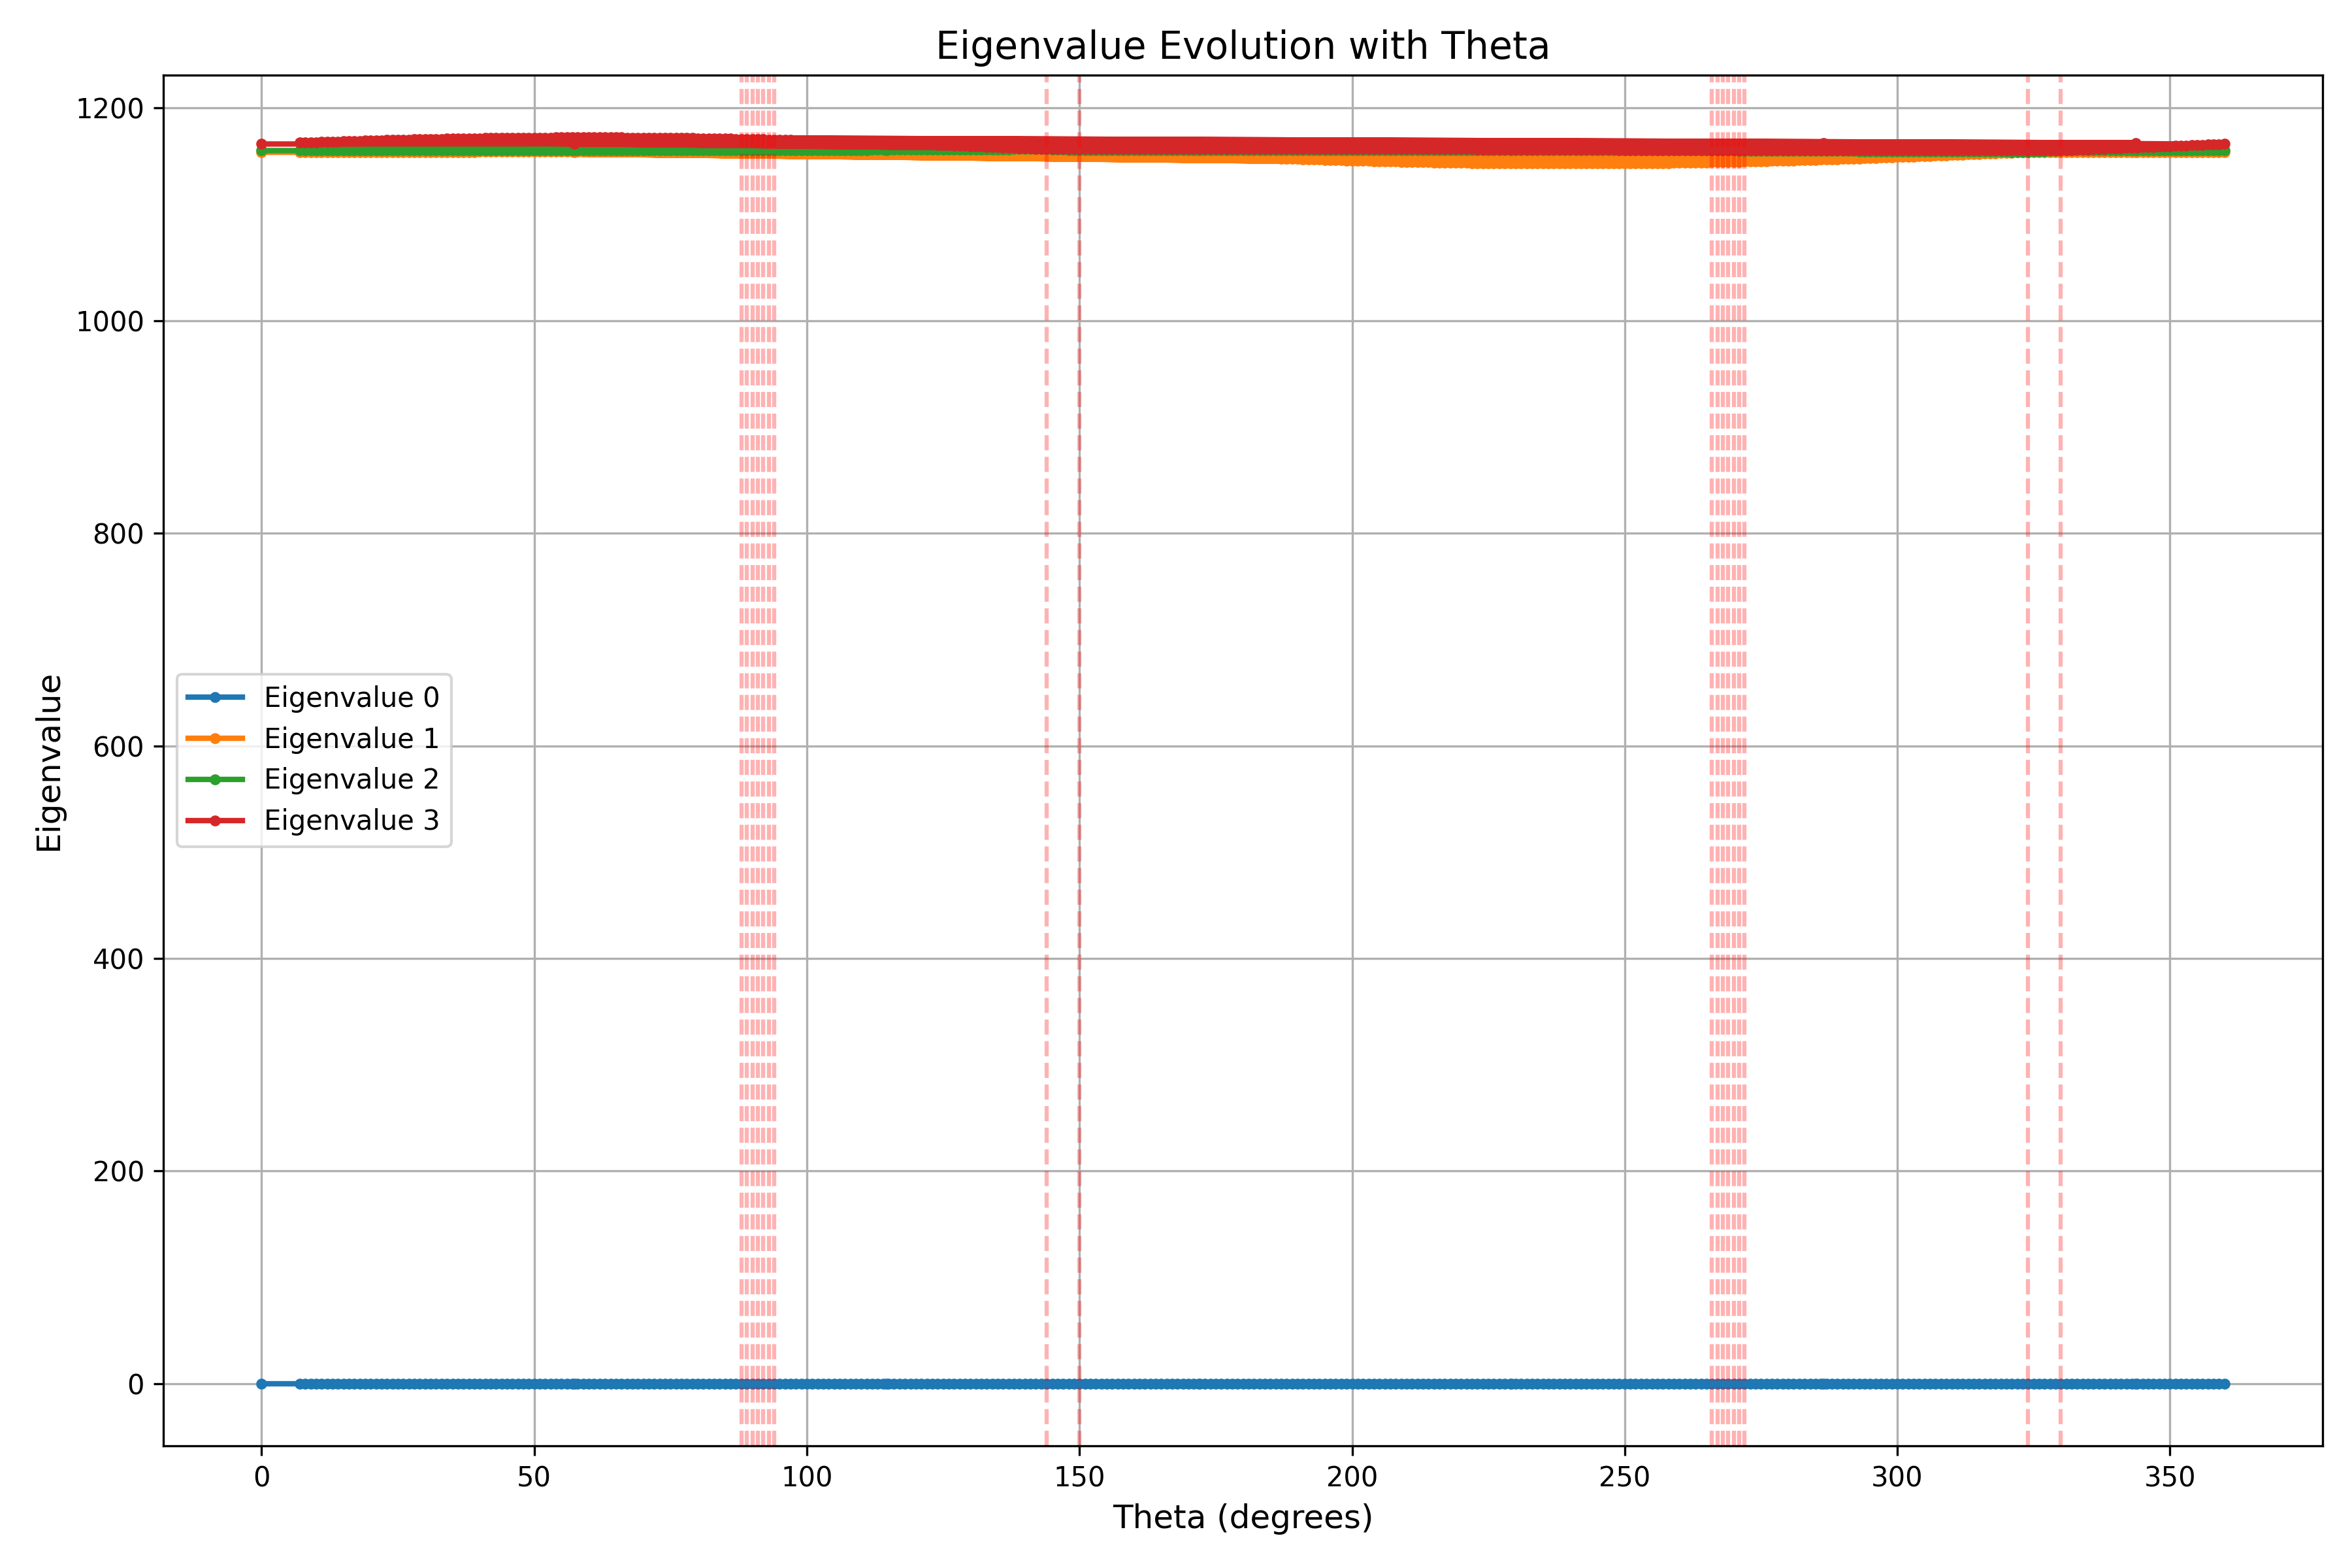 Eigenvalue Evolution with Theta
1200
1000
800
600
400
200
0
Eigenvalue
Eigenvalue 0
Eigenvalue 1
Eigenvalue 2
Eigenvalue 3
0 50 100 150 200 250 300 350
Theta (degrees)